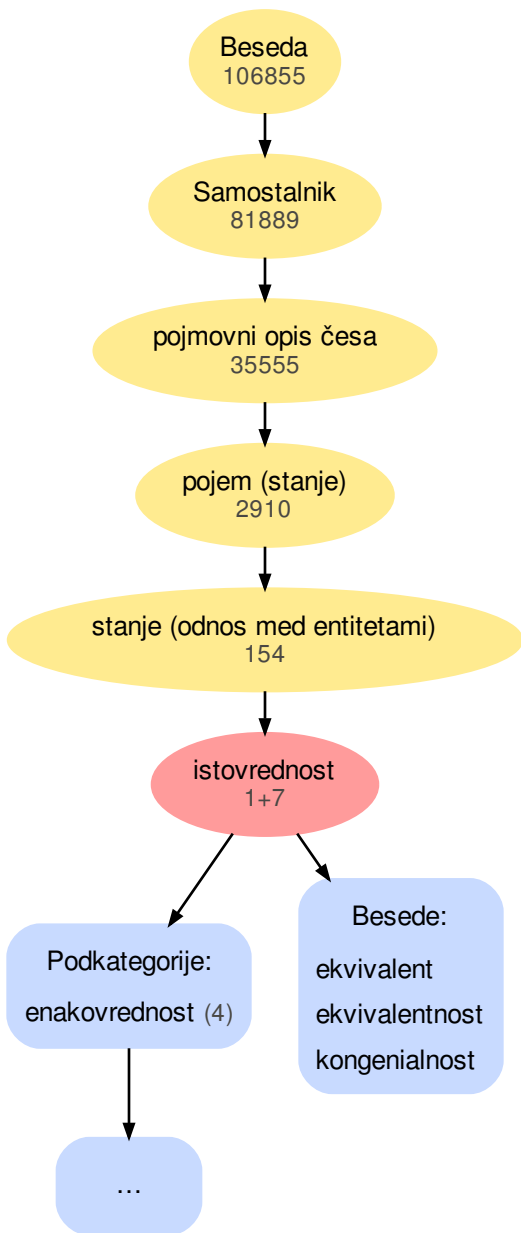 Beseda
106855
Samostalnik
81889
pojmovni opis česa
35555
pojem (stanje)
2910
stanje (odnos med entitetami)
154
istovrednost
1+7
Podkategorije:
enakovrednost (4)
Besede:
ekvivalent
ekvivalentnost
kongenialnost
…